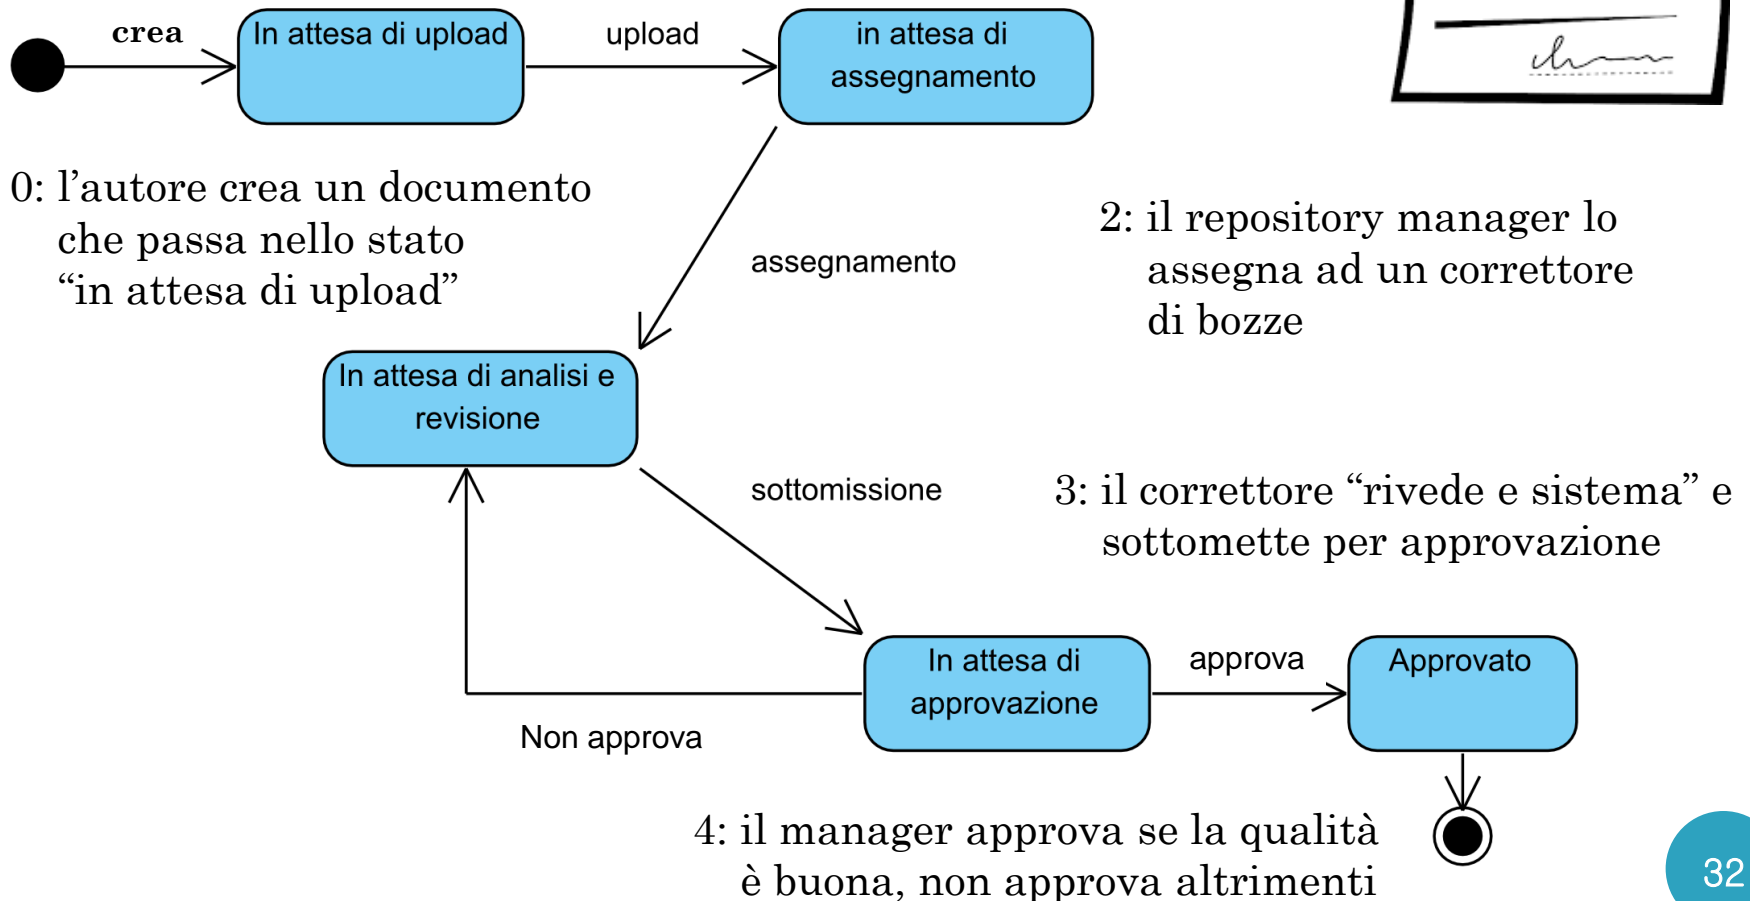 crea
In attesa di upload
upload
in attesa di
assegnamento
0: l’autore crea un documento
che passa nello stato
“in attesa di upload”
assegnamento
2: il repository manager lo
assegna ad un correttore
di bozze
In attesa di analisi e
revisione
sottomissione
3: il correttore “rivede e sistema” e
sottomette per approvazione
In attesa di
approvazione
approva
Approvato
Non approva
4: il manager approva se la qualità
è buona, non approva altrimenti
32